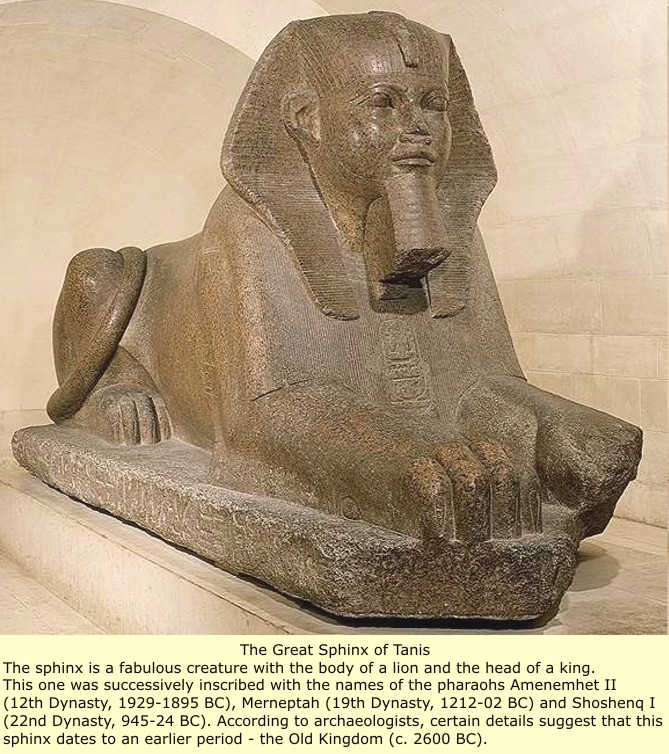 The Great Sphinx of Tanis
The sphinx is a fabulous creature with the body of a lion and the head of a king.
This one was successively inscribed with the names of the pharaohs Amenemhet II
(12th Dynasty, 1929-1895 BC), Merneptah (19th Dynasty, 1212-02 BC) and Shoshenq I
(22nd Dynasty, 945-24 BC). According to archaeologists, certain details suggest that this
sphinx dates to an earlier period - the Old Kingdom (c. 2600 BC).